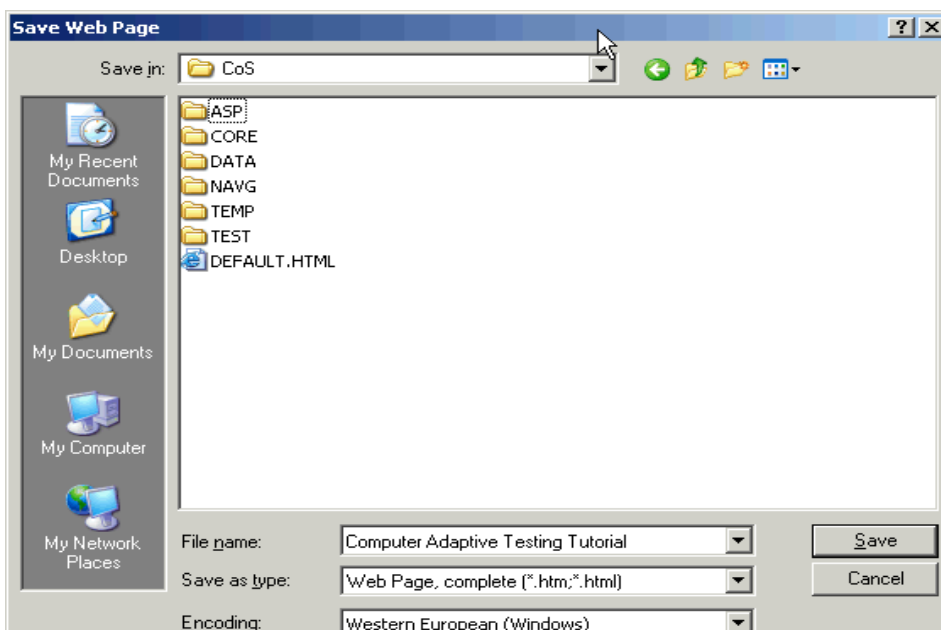 Save Web Page
Save in: CoS
My Recent
Documents
Desktop
My Documents
My Computer
My Network
Places
ASP
CORE
DATA
NAVG
TEMP
TEST
DEFAULT.HTML
File name: Computer Adaptive Testing Tutorial Save
Save as type: Web Page, complete (*.htm;*.html) Cancel
Encoding: Western European (Windows)